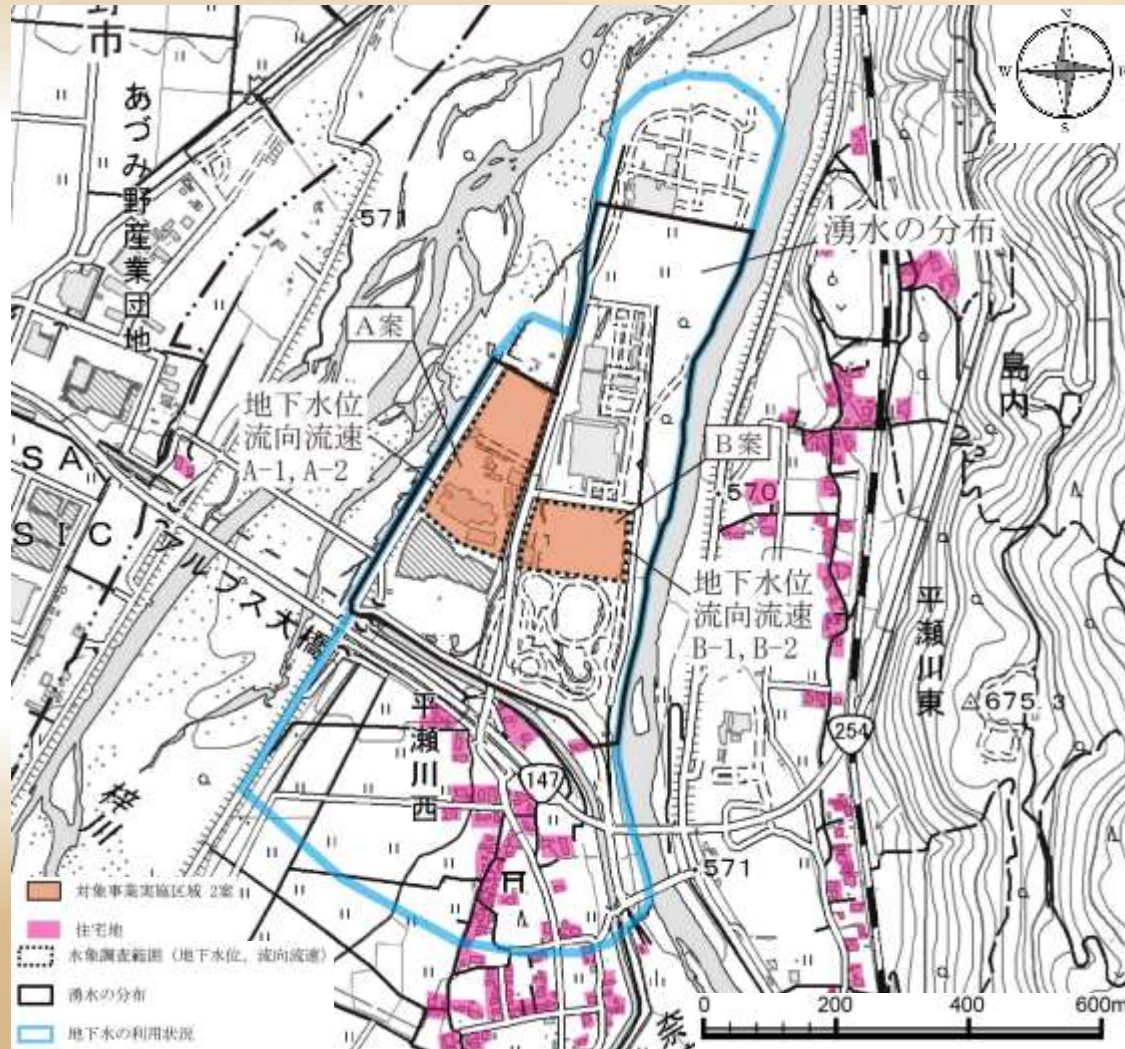 野市
あづみ野産業団地
N
W
E
S
571
湧水の分布
A案
島内
地下水位
流向流速
A-1, A-2
B案
SA
570
SIC
アルプス大橋
地下水位
流向流速
B-1, B-2
平瀬川東
675.3
254
平瀬川西
147
梓川
571
対象事業実施区域 2案
住宅地
水象調査範囲（地下水位、流向流速）
湧水の分布
地下水の利用状況
奈
0 200 400 600m